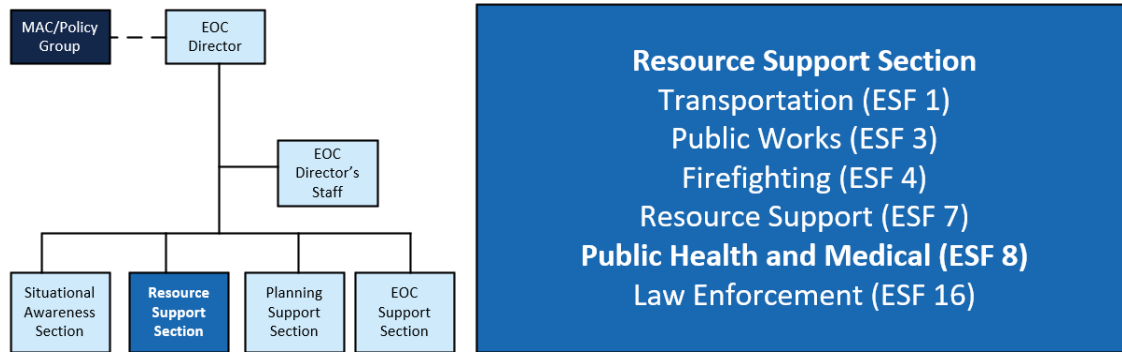 MAC/Policy
Group
EOC
Director
EOC
Director's
Staff
Situational
Awareness
Section
Resource
Support
Section
Planning
Support
Section
EOC
Support
Section
Resource Support Section
Transportation (ESF 1)
Public Works (ESF 3)
Firefighting (ESF 4)
Resource Support (ESF 7)
Public Health and Medical (ESF 8)
Law Enforcement (ESF 16)